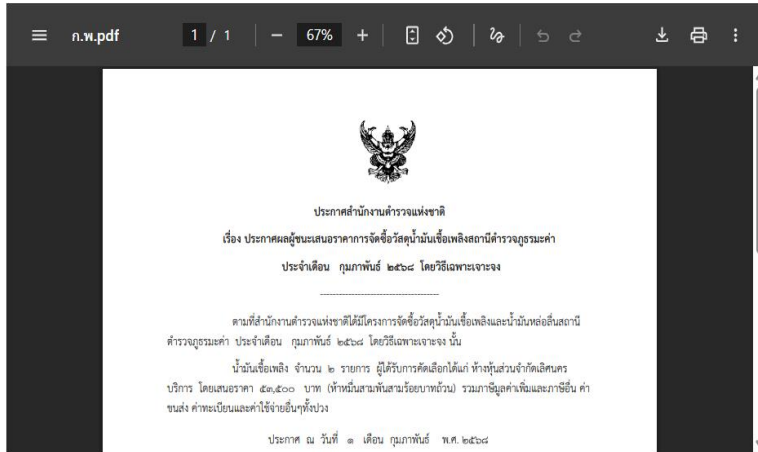 ก.พ.pdf
1 / 1
67%
ประกาศสำนักงานตำรวจแห่งชาติ
เรื่อง ประกาศผลผู้ชนะเสนอราคาการจัดซื้อวัสดุน้ำมันเชื้อเพลิงสถานีตำรวจภูธรมะค่า
ประจำเดือน กุมภาพันธ์ ๒๕๖๘ โดยวิธีเฉพาะเจาะจง
ตามที่สำนักงานตำรวจแห่งชาติได้มีโครงการจัดซื้อวัสดุน้ำมันเชื้อเพลิงและน้ำมันหล่อลื่นสถานี
ตำรวจภูธรมะค่า ประจำเดือน กุมภาพันธ์ ๒๕๖๘ โดยวิธีเฉพาะเจาะจง นั้น
น้ำมันเชื้อเพลิง จำนวน ๒ รายการ ผู้ได้รับการคัดเลือกได้แก่ ห้างหุ้นส่วนจำกัดเลิศนคร
บริการ โดยเสนอราคา ๕๓,๕๐๐ บาท (ห้าหมื่นสามพันสามร้อยบาทถ้วน) รวมภาษีมูลค่าเพิ่มและภาษีอื่น ค่า
ขนส่ง ค่าทะเบียนและค่าใช้จ่ายอื่นๆทั้งปวง
ประกาศ ณ วันที่ ๑ เดือน กุมภาพันธ์ พ.ศ. ๒๕๖๘